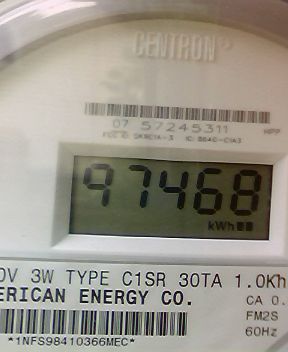 CENTRON®
07 57245311 MPP
97468
kWh
0V 3W TYPE C1SR 30TA 1.0Kh
ERICAN ENERGY CO. CA 0.
FM2S
60Hz
*1NFS98410366MEC*